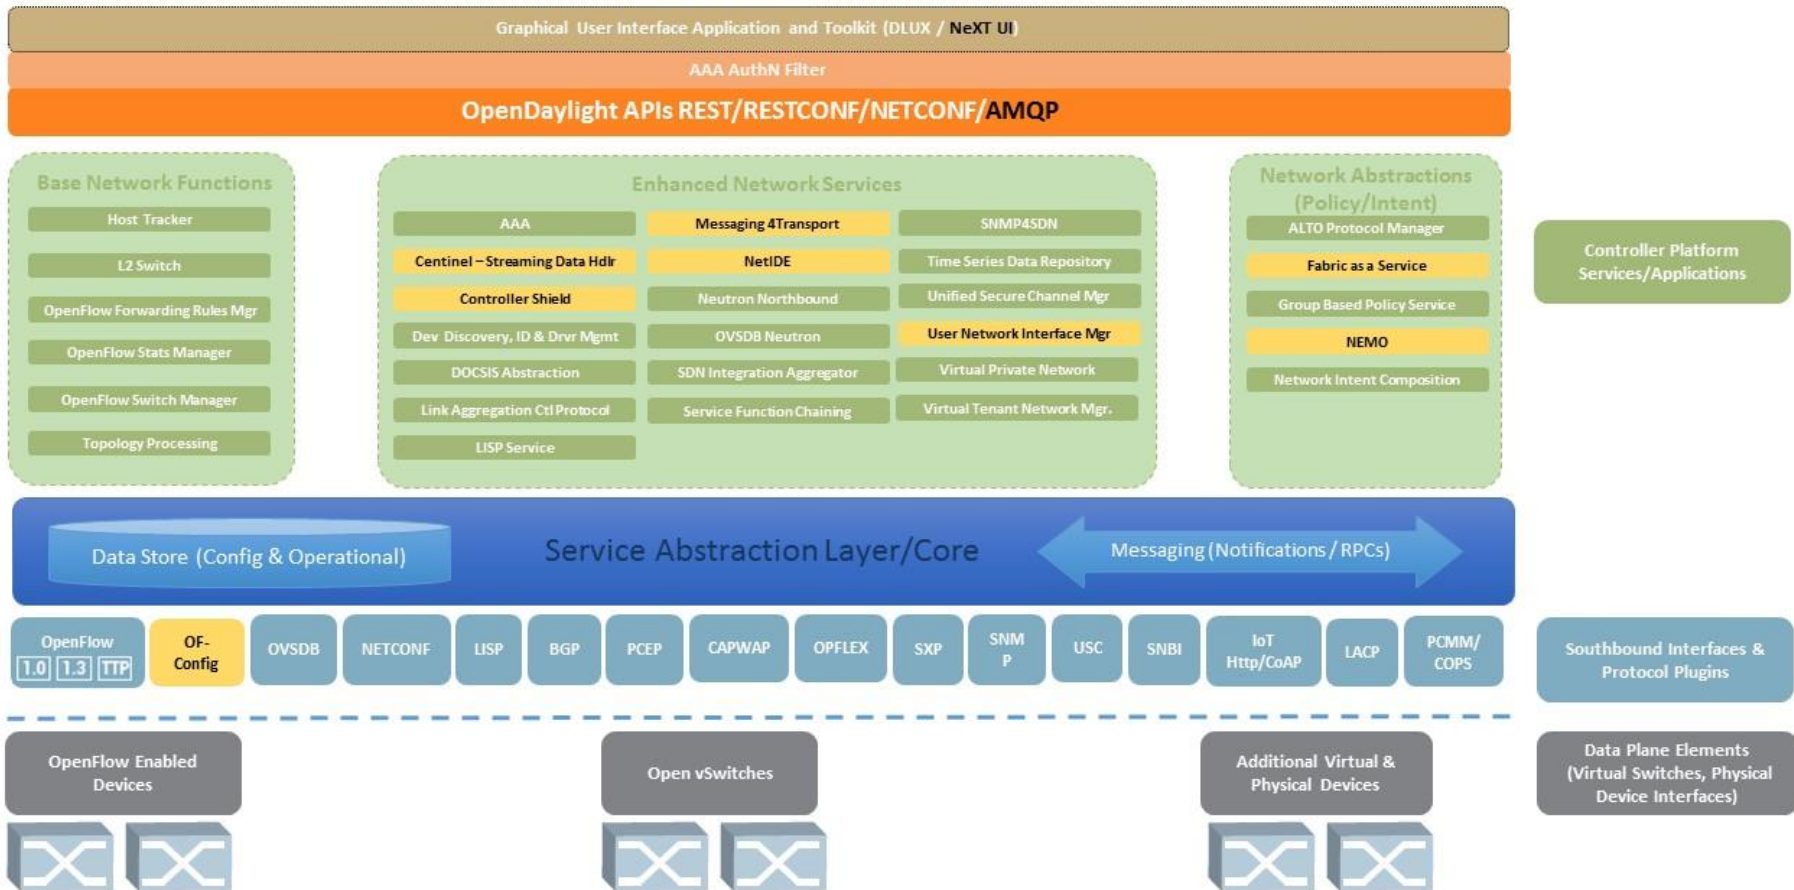 Graphical User Interface Application and Toolkit (DLUX / NeXT UI)
AAA AuthN Filter
OpenDaylight APIs REST/RESTCONF/NETCONF/AMQP
Base Network Functions
Host Tracker
L2 Switch
OpenFlow Forwarding Rules Mgr
OpenFlow Stats Manager
OpenFlow Switch Manager
Topology Processing
Enhanced Network Services
AAA
Centinel – Streaming Data Hdlr
Controller Shield
Dev Discovery, ID & Drvr Mgmt
DOCSIS Abstraction
Link Aggregation Ctl Protocol
LISP Service
Messaging 4Transport
NetIDE
Neutron Northbound
OVSDB Neutron
SDN Integration Aggregator
Service Function Chaining
SNMP4SDN
Time Series Data Repository
Unified Secure Channel Mgr
User Network Interface Mgr
Virtual Private Network
Virtual Tenant Network Mgr.
Network Abstractions
(Policy/Intent)
ALTO Protocol Manager
Fabric as a Service
Group Based Policy Service
NEMO
Network Intent Composition
Controller Platform
Services/Applications
Data Store (Config & Operational)
Service Abstraction Layer/Core
Messaging (Notifications / RPCs)
OpenFlow
1.0 1.3 TTP
OF-
Config
OVSDB
NETCONF
LISP
BGP
PCEP
CAPWAP
OPFLEX
SXP
SNM
P
USC
SNBI
IoT
Http/CoAP
LACP
PCMM/
COPS
Southbound Interfaces &
Protocol Plugins
OpenFlow Enabled
Devices
Open vSwitches
Additional Virtual &
Physical Devices
Data Plane Elements
(Virtual Switches, Physical
Device Interfaces)